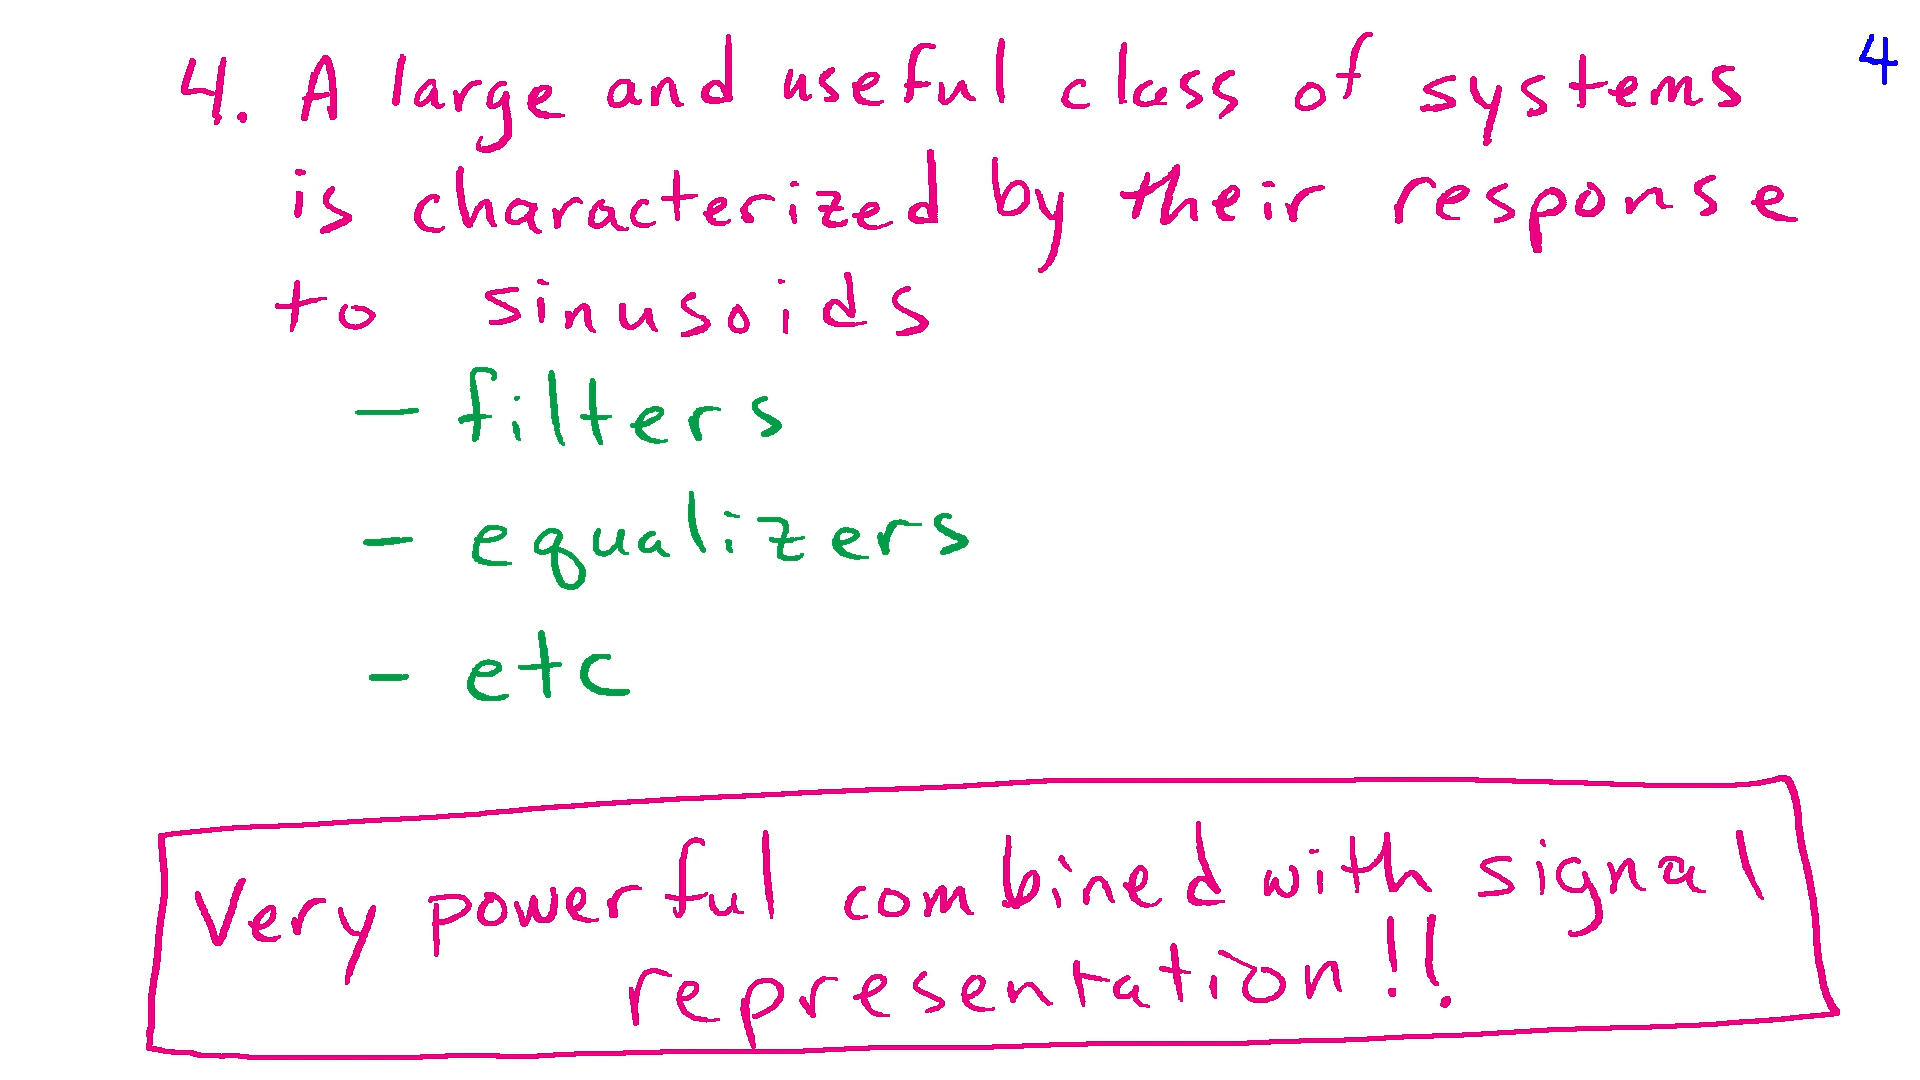 4. A large and useful class of systems
4
is characterized by their response
to sinusoids
- filters
- equalizers
- etc
Very powerful combined with signal
representation!!